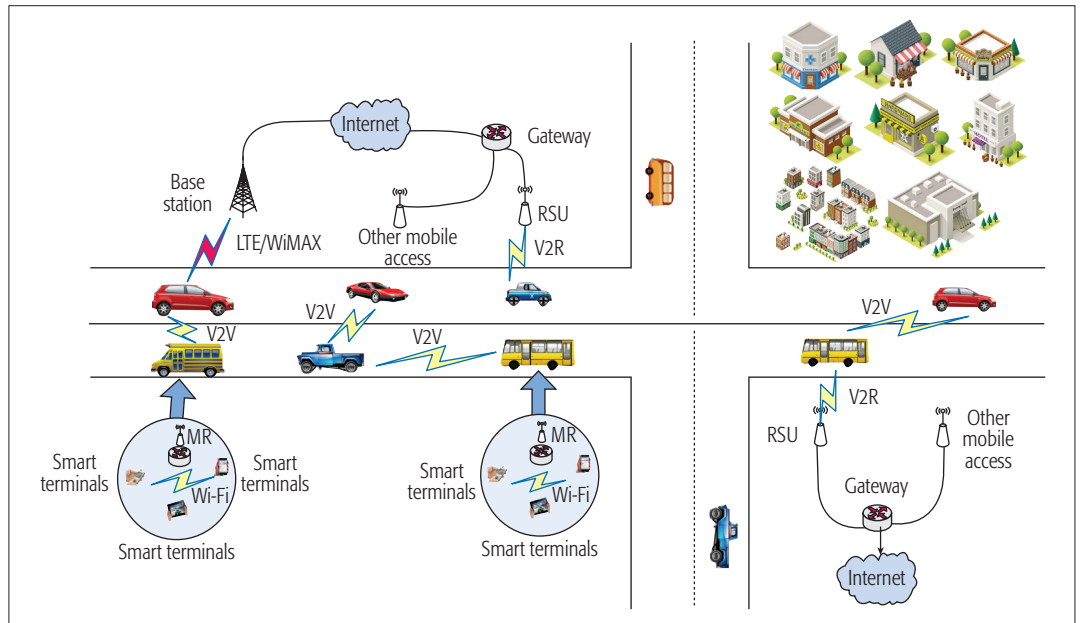 Internet
Gateway
Base
station
RSU
LTE/WiMAX
Other mobile
access
V2R
V2V
V2V
V2V
V2R
MR
Smart
terminals
Smart
terminals
Wi-Fi
Smart terminals
MR
Smart
terminals
Wi-Fi
Smart terminals
RSU
Other
mobile
access
Gateway
Internet